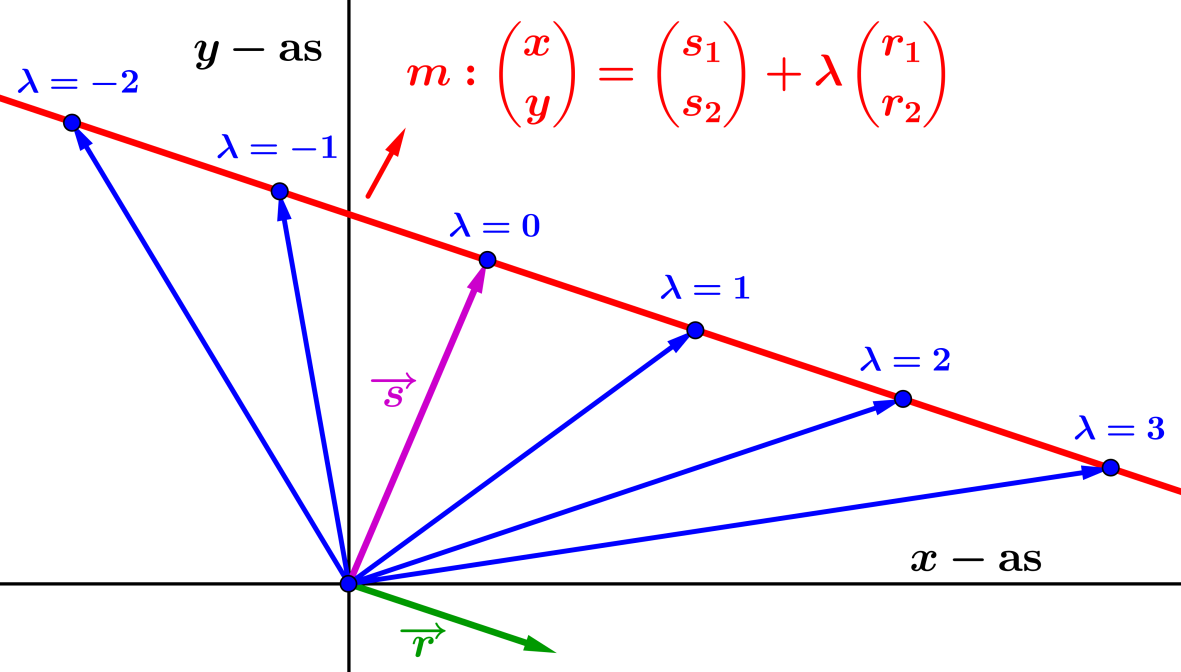 y − as
m : (x y) = (s₁ s₂) + λ (r₁ r₂)
λ = −2
λ = −1
λ = 0
λ = 1
λ = 2
s⃗
λ = 3
x − as
r⃗